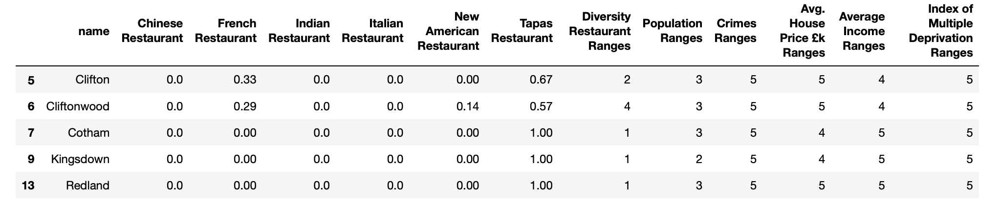 name Chinese Restaurant French Restaurant Indian Restaurant Italian Restaurant New American Restaurant Tapas Restaurant Diversity Restaurant Ranges Population Ranges Crimes Ranges Avg. House Price £k Ranges Average Income Ranges Index of Multiple Deprivation Ranges
5 Clifton 0.0 0.33 0.0 0.0 0.00 0.67 2 3 5 5 4 5
6 Cliftonwood 0.0 0.29 0.0 0.0 0.14 0.57 4 3 5 5 4 5
7 Cotham 0.0 0.00 0.0 0.0 0.00 1.00 1 3 5 4 5 5
9 Kingsdown 0.0 0.00 0.0 0.0 0.00 1.00 1 2 5 4 5 5
13 Redland 0.0 0.00 0.0 0.0 0.00 1.00 1 3 5 5 5 5